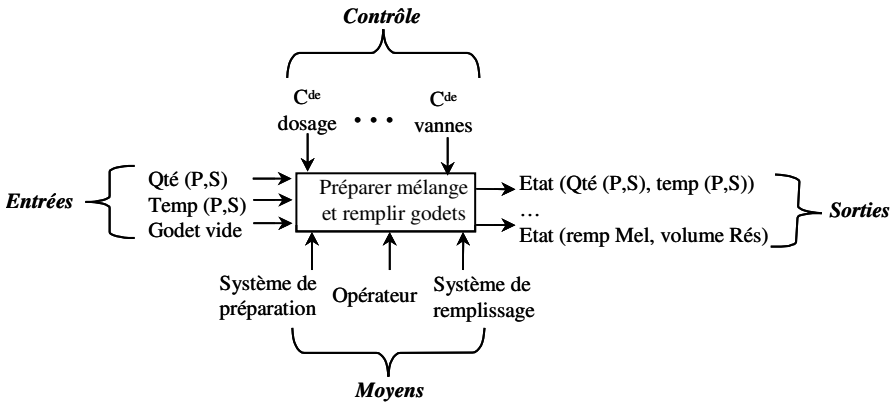 Contrôle
Cde
dosage
• • •
Cde
vannes
Entrées
Qté (P,S)
Temp (P,S)
Godet vide
Préparer mélange
et remplir godets
Etat (Qté (P,S), temp (P,S))
...
Etat (remp Mel, volume Rés)
Sorties
Système de
préparation
Opérateur
Système de
remplissage
Moyens